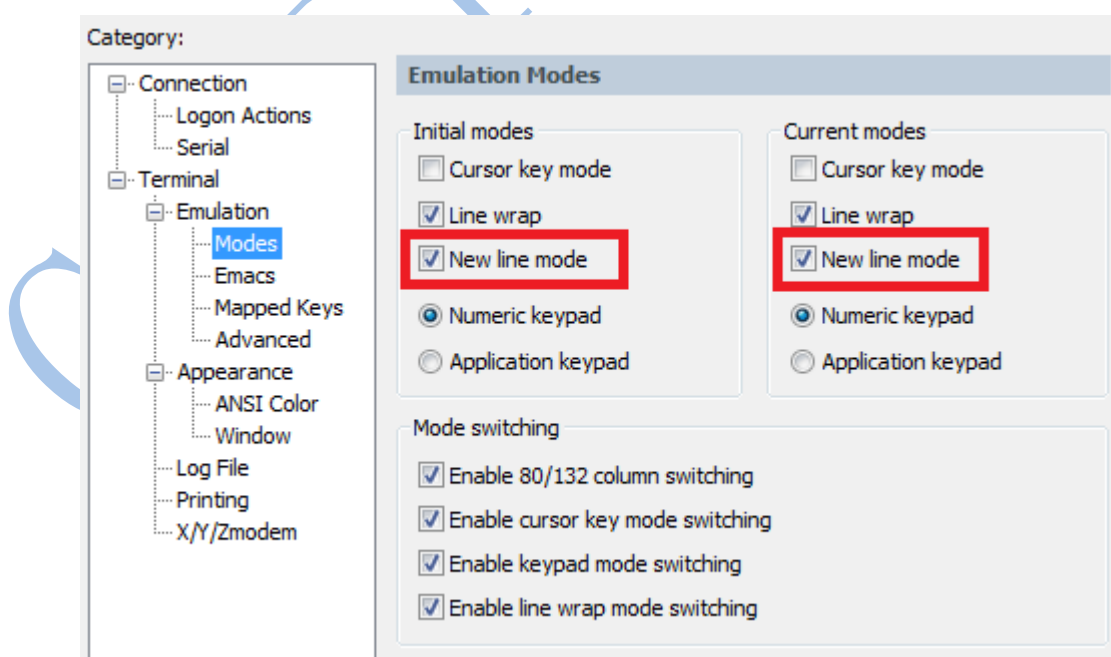 Category:
Connection
Logon Actions
Serial
Terminal
Emulation
Modes
Emacs
Mapped Keys
Advanced
Appearance
ANSI Color
Window
Log File
Printing
X/Y/Zmodem
Emulation Modes
Initial modes
Cursor key mode
Line wrap
New line mode
Numeric keypad
Application keypad
Current modes
Cursor key mode
Line wrap
New line mode
Numeric keypad
Application keypad
Mode switching
Enable 80/132 column switching
Enable cursor key mode switching
Enable keypad mode switching
Enable line wrap mode switching